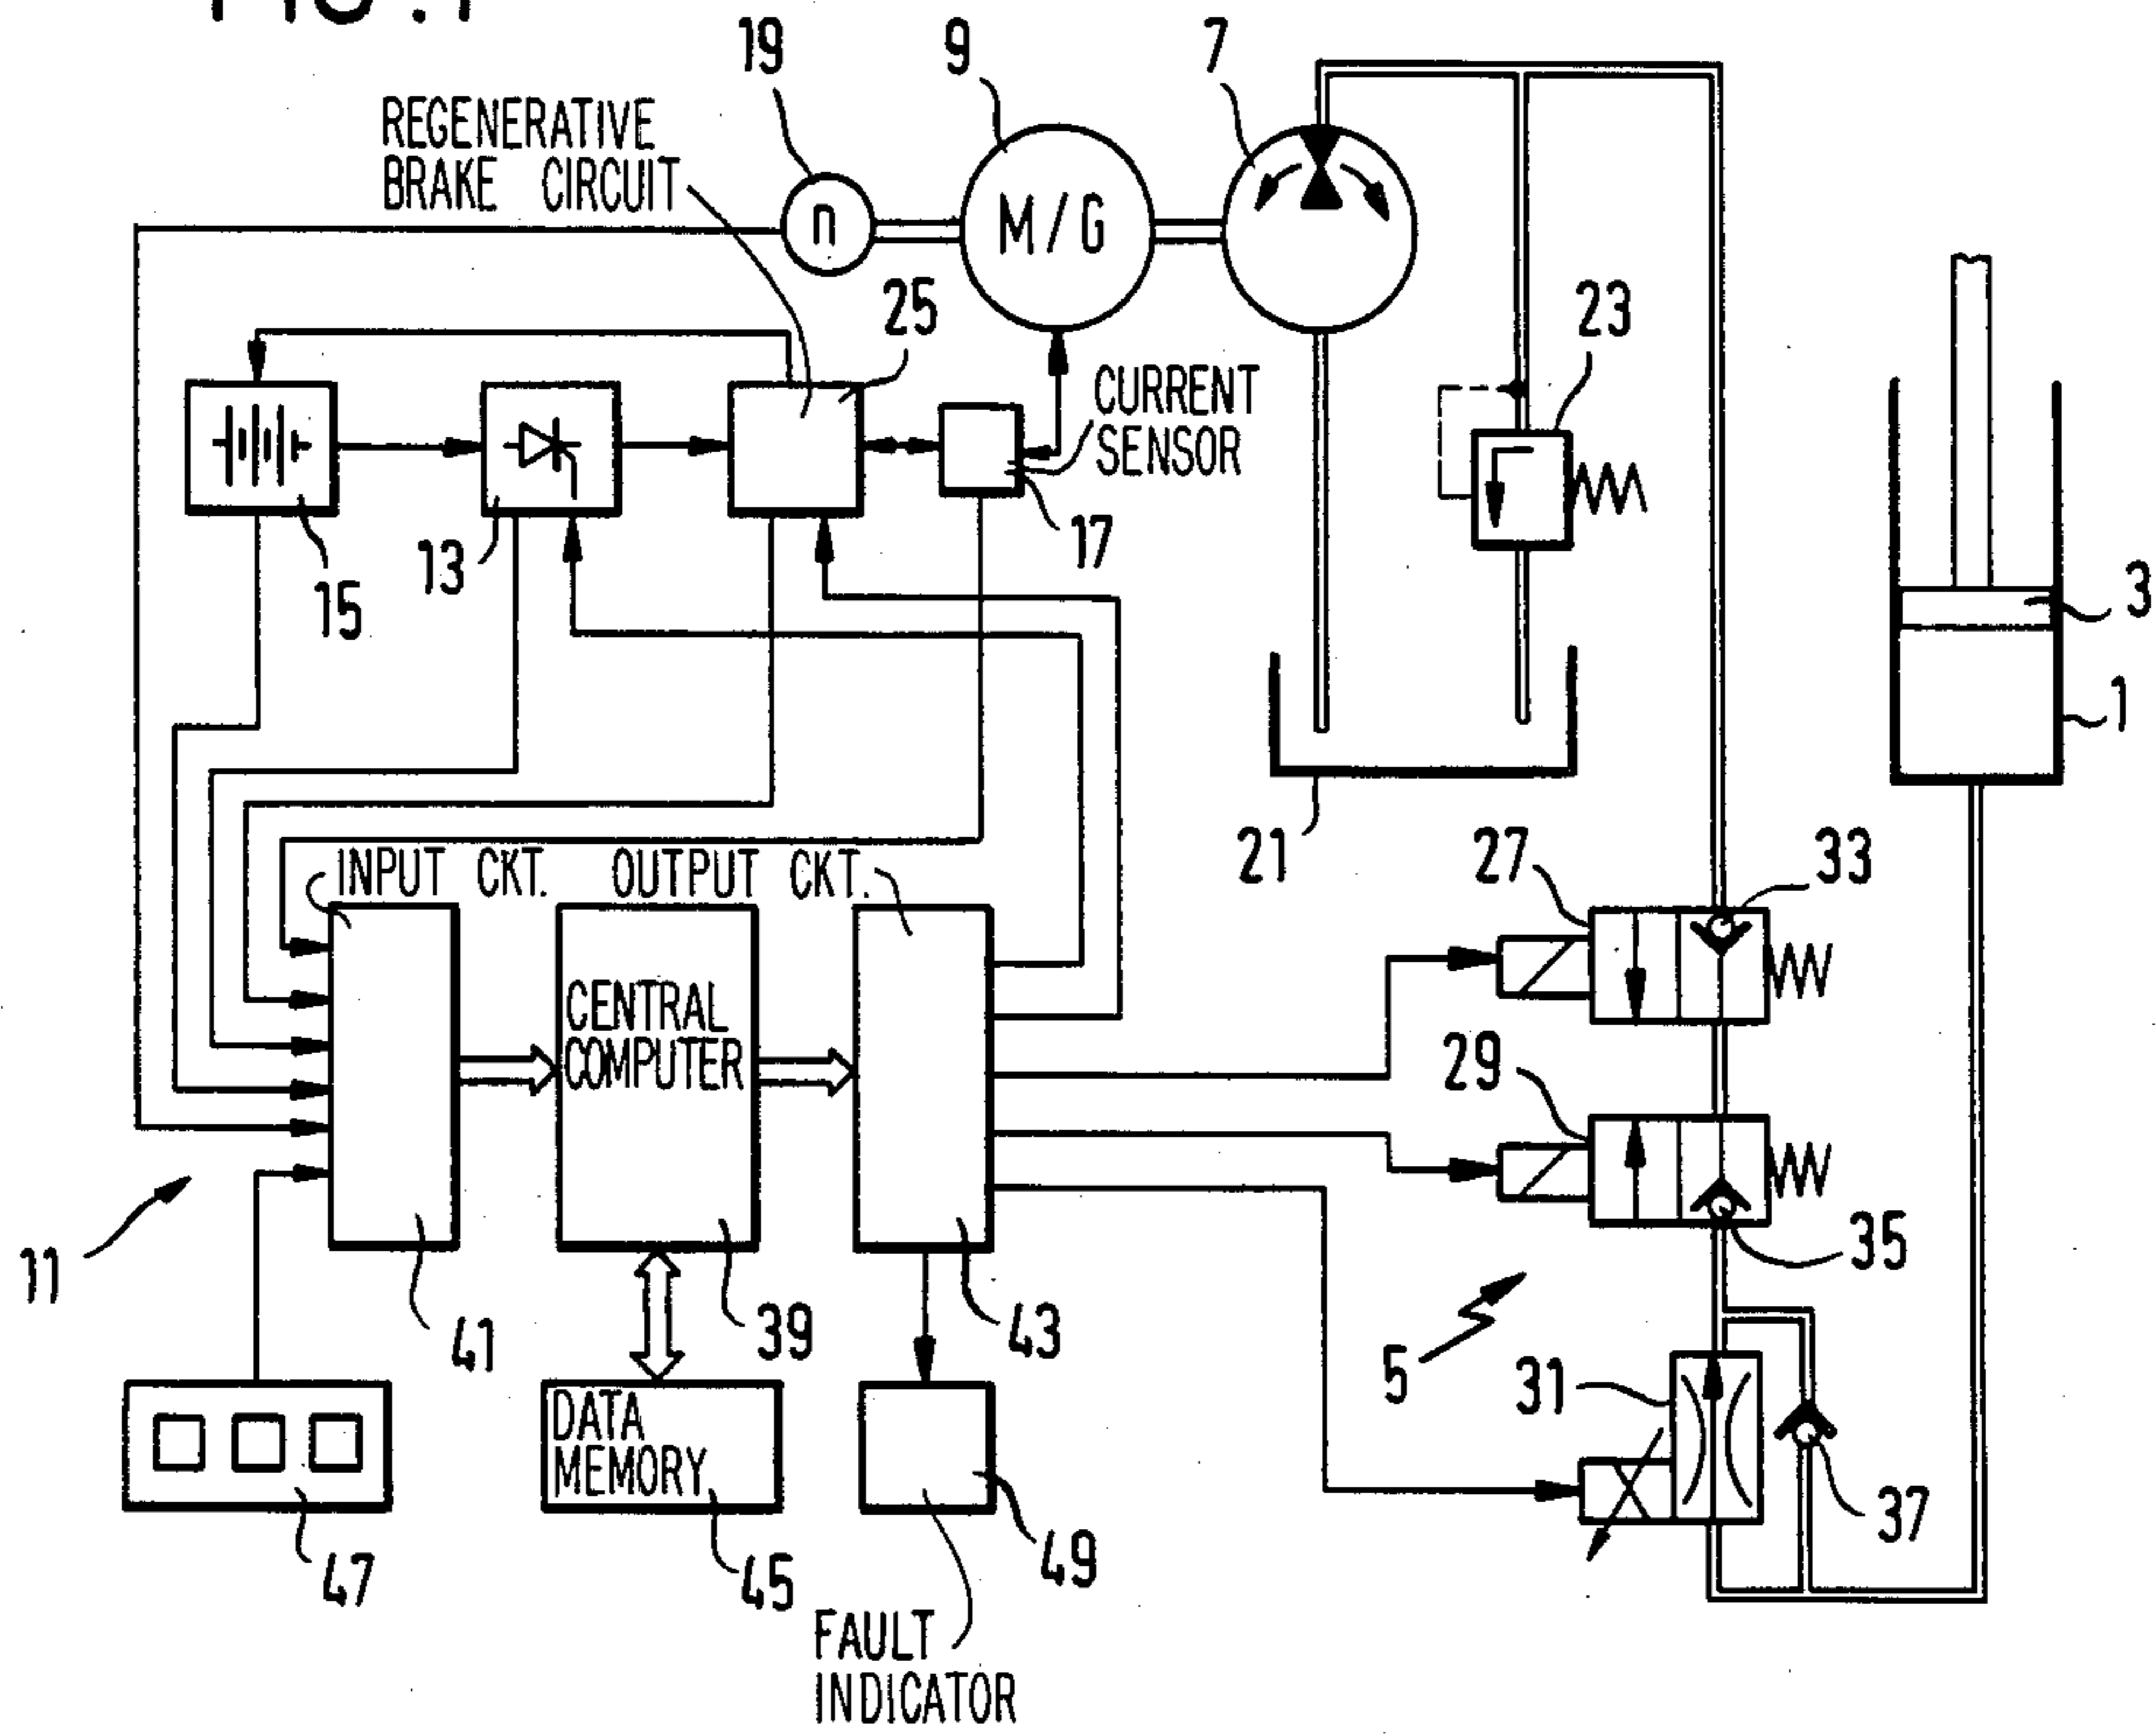 FIG.1
19
9
7
REGENERATIVE
BRAKE CIRCUIT
n
M/G
25
23
CURRENT
SENSOR
13
17
15
3
1
21
27
33
INPUT CKT.
OUTPUT CKT.
CENTRAL
COMPUTER
29
35
11
41
39
43
5
31
DATA
MEMORY
37
47
45
49
FAULT
INDICATOR